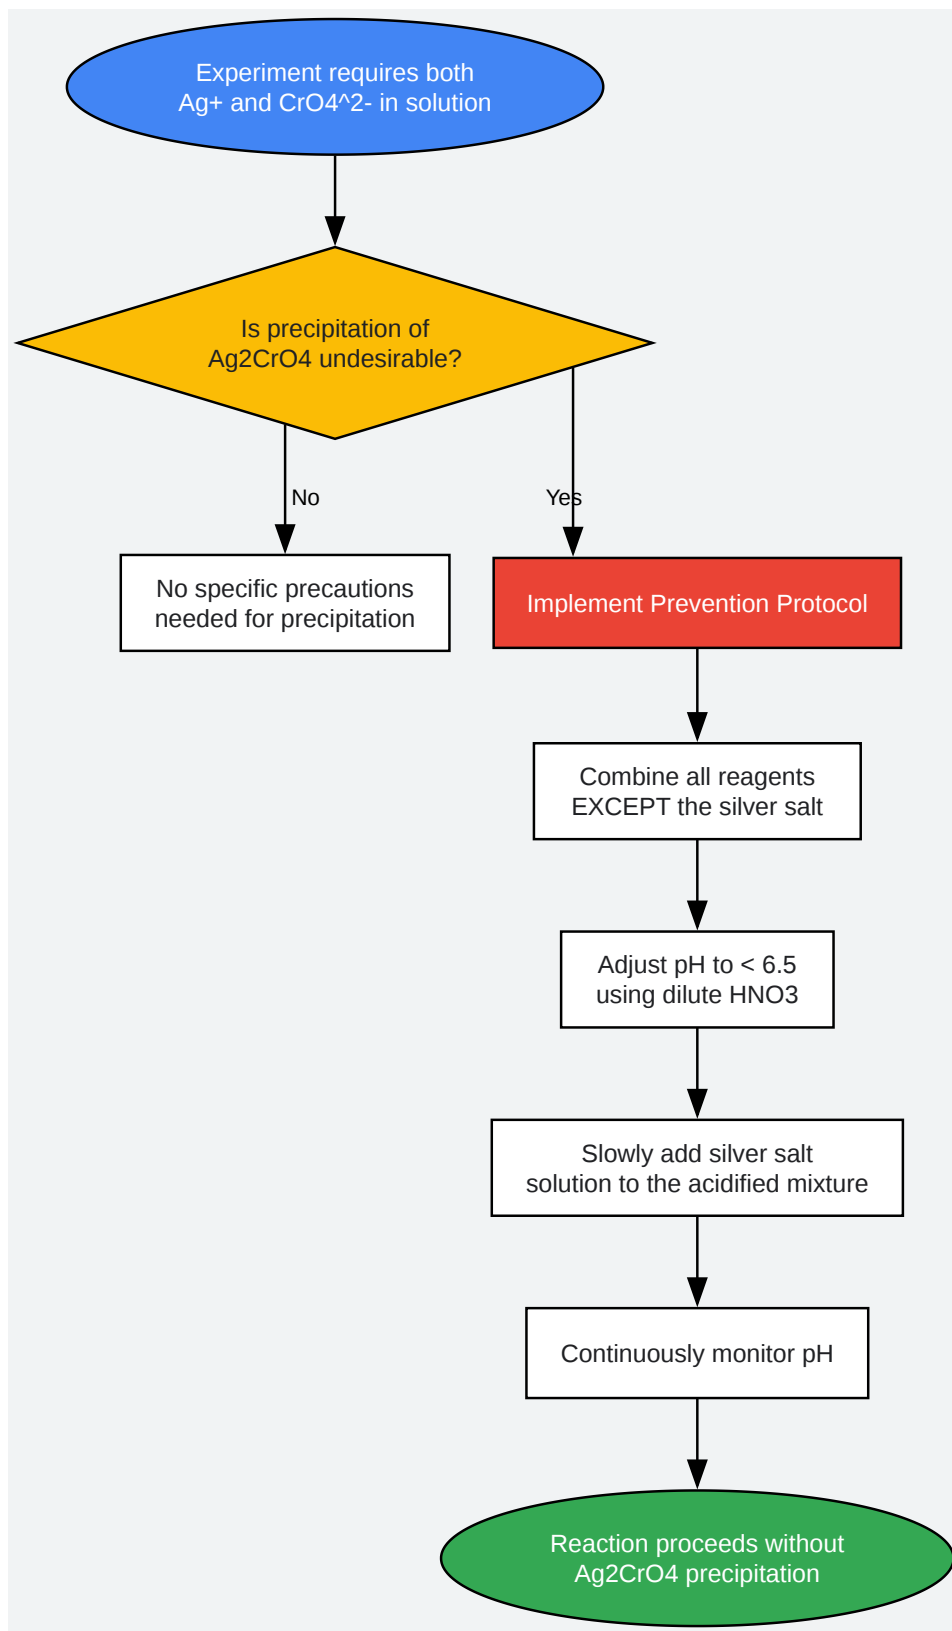 Experiment requires both
Ag+ and CrO4^2- in solution
Is precipitation of
Ag2CrO4 undesirable?
No
Yes
No specific precautions
needed for precipitation
Implement Prevention Protocol
Combine all reagents
EXCEPT the silver salt
Adjust pH to < 6.5
using dilute HNO3
Slowly add silver salt
solution to the acidified mixture
Continuously monitor pH
Reaction proceeds without
Ag2CrO4 precipitation